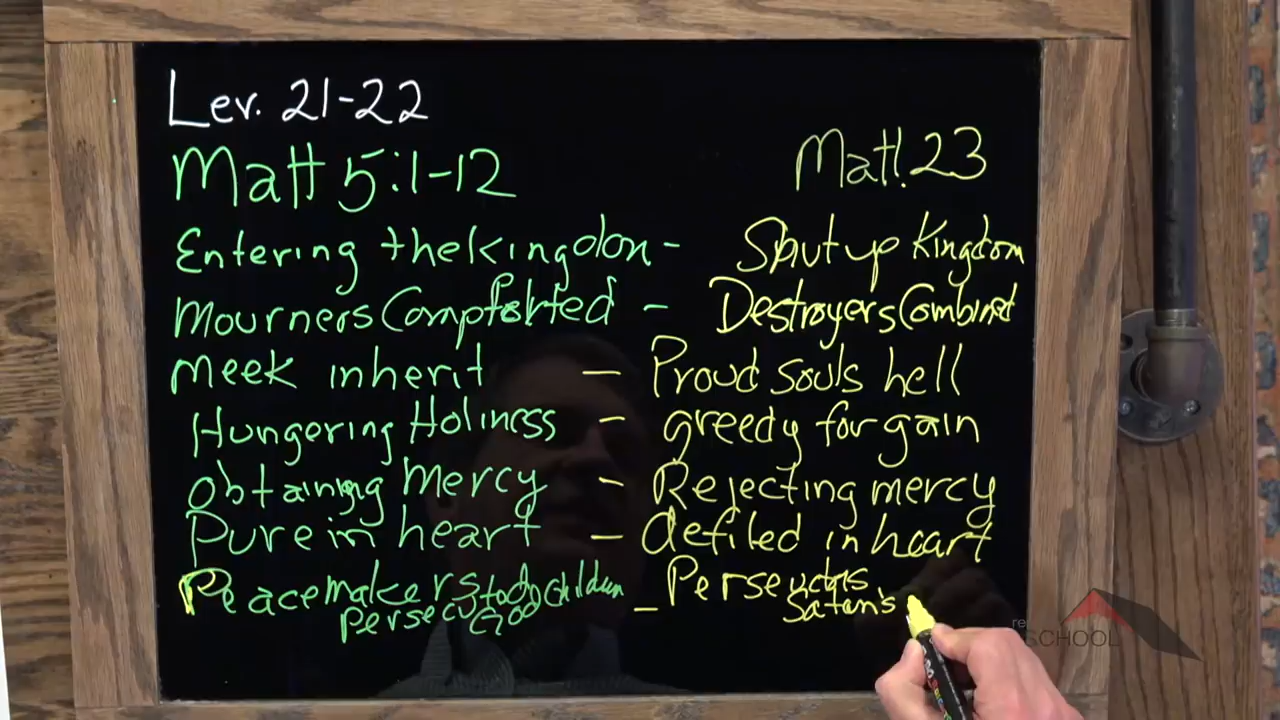 Lev. 21-22
Matt 5:1-12
Matt. 23
Entering the Kingdom - Shut up Kingdom
Mourners Comforted - Destroyers Combined
Meek inherit - Proud souls hell
Hungering Holiness - greedy for gain
Obtaining Mercy - Rejecting mercy
Pure in heart - defiled in heart
Peacemakers God Children - 
Persecuted
Satan's
re
SCHOOL